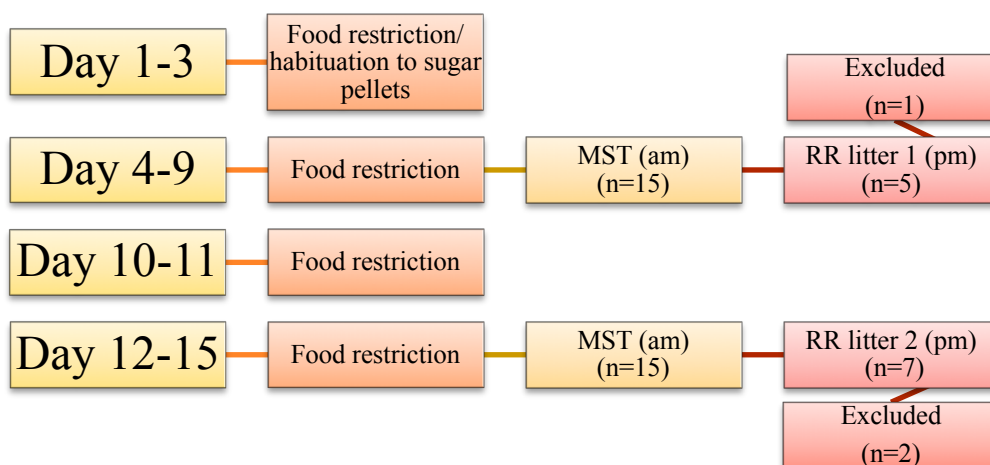 Day 1-3
Food restriction/
habituation to sugar
pellets
Excluded
(n=1)
Day 4-9
Food restriction
MST (am)
(n=15)
RR litter 1 (pm)
(n=5)
Day 10-11
Food restriction
Day 12-15
Food restriction
MST (am)
(n=15)
RR litter 2 (pm)
(n=7)
Excluded
(n=2)